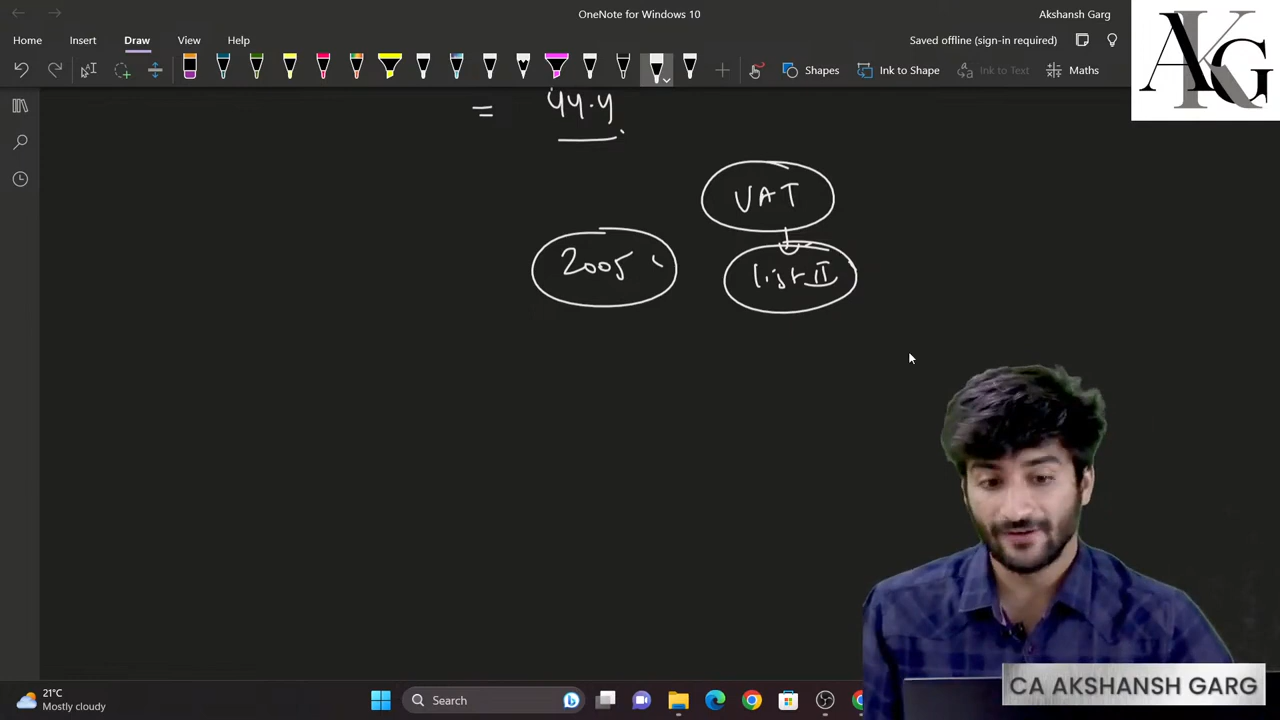 OneNote for Windows 10
Akshansh Garg
Home Insert Draw View Help
Saved offline (sign-in required)
Shapes Ink to Shape Ink to Text Maths
AKG
= 44.4
VAT
2005
list II
21°C
Mostly cloudy
Search
CA AKSHANSH GARG